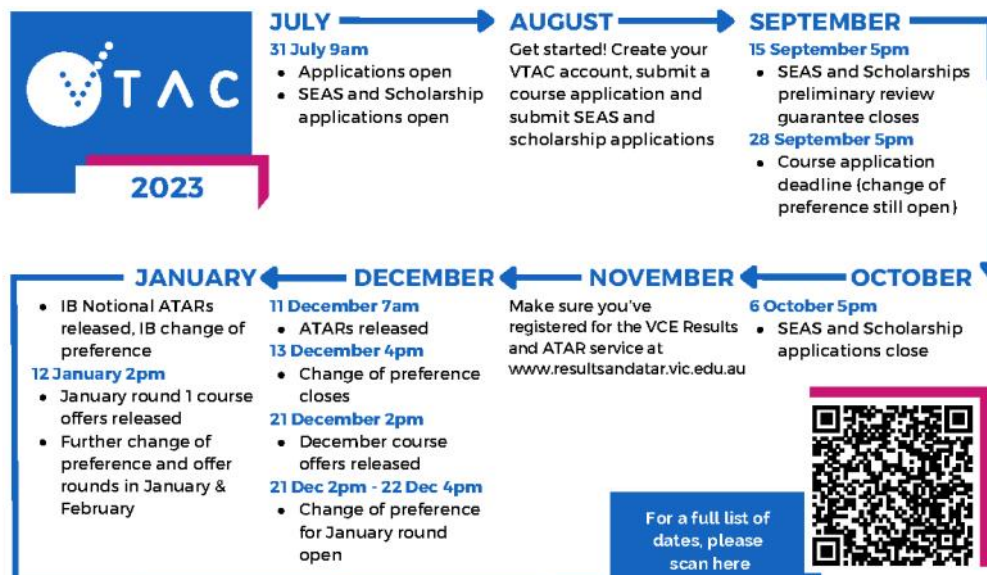 VTAC
2023
JULY
31 July 9am
• Applications open
• SEAS and Scholarship
applications open
AUGUST
Get started! Create your
VTAC account, submit a
course application and
submit SEAS and
scholarship applications
SEPTEMBER
15 September 5pm
• SEAS and Scholarships
preliminary review
guarantee closes
28 September 5pm
• Course application
deadline {change of
preference still open}
OCTOBER
6 October 5pm
• SEAS and Scholarship
applications close
NOVEMBER
Make sure you've
registered for the VCE Results
and ATAR service at
www.resultsandatar.vic.edu.au
DECEMBER
11 December 7am
• ATARs released
13 December 4pm
• Change of preference
closes
21 December 2pm
• December course
offers released
21 Dec 2pm - 22 Dec 4pm
• Change of preference
for January round
open
JANUARY
• IB Notional ATARs
released, IB change of
preference
12 January 2pm
• January round 1 course
offers released
• Further change of
preference and offer
rounds in January &
February
For a full list of
dates, please
scan here